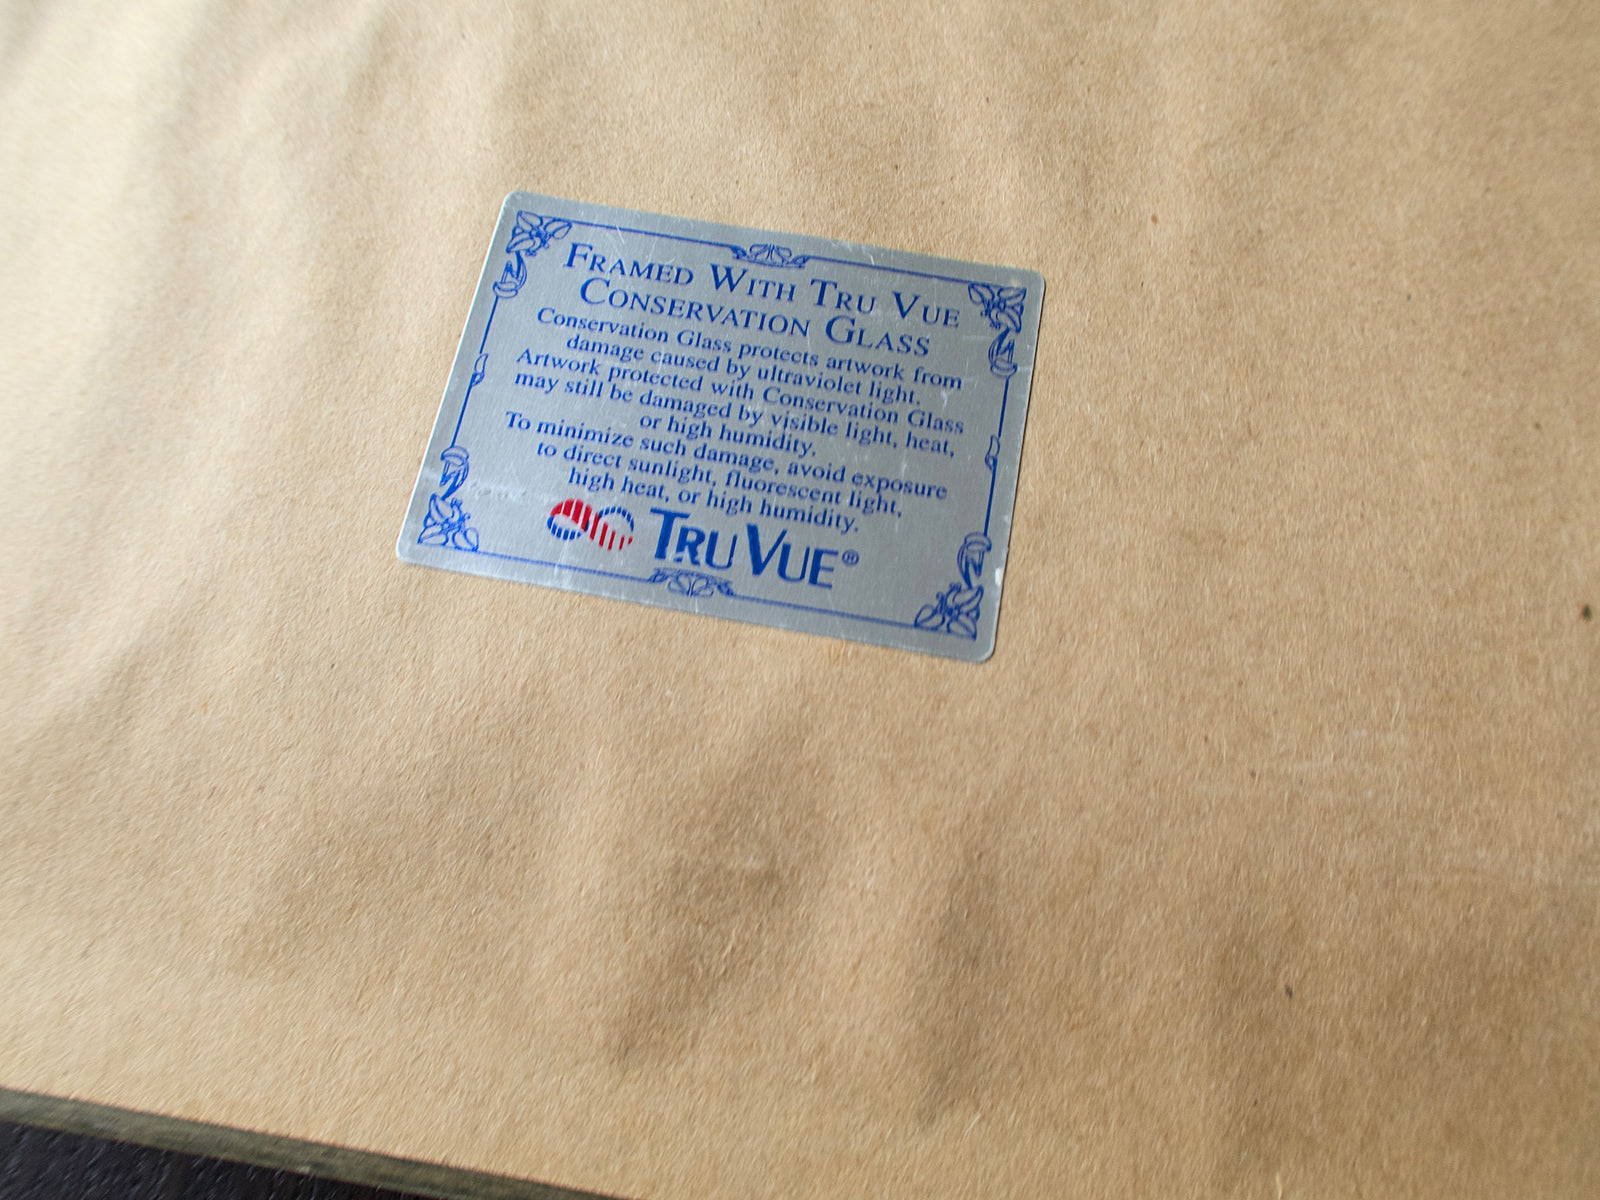 Framed With Tru Vue
Conservation Glass
Conservation Glass protects artwork from
damage caused by ultraviolet light.
Artwork protected with Conservation Glass
may still be damaged by visible light, heat,
or high humidity.
To minimize such damage, avoid exposure
to direct sunlight, fluorescent light,
high heat, or high humidity.
Tru Vue®